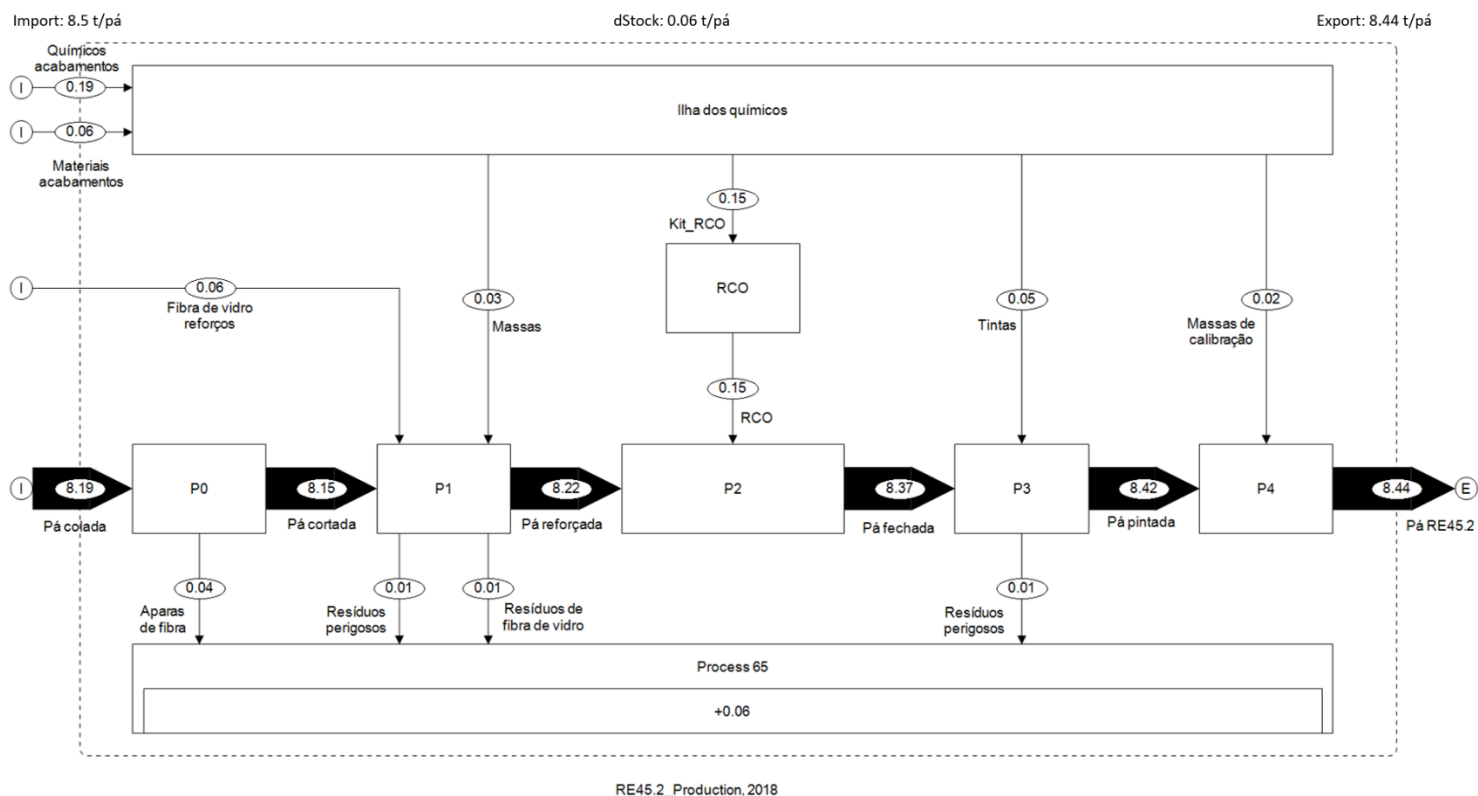 Import: 8.5 t/pá
dStock: 0.06 t/pá
Export: 8.44 t/pá
Químicos
acabamentos
I
0.19
Ilha dos químicos
I
0.06
Materiais
acabamentos
0.15
Kit_RCO
I
0.06
Fibra de vidro
reforços
0.03
Massas
RCO
0.05
Tintas
0.02
Massas de
calibração
0.15
RCO
I
8.19
Pá colada
P0
8.15
Pá cortada
P1
8.22
Pá reforçada
P2
8.37
Pá fechada
P3
8.42
Pá pintada
P4
8.44
E
Pá RE45.2
0.04
Aparas
de fibra
0.01
Resíduos
perigosos
0.01
Resíduos de
fibra de vidro
0.01
Resíduos
perigosos
Process 65
+0.06
RE45.2_Production, 2018